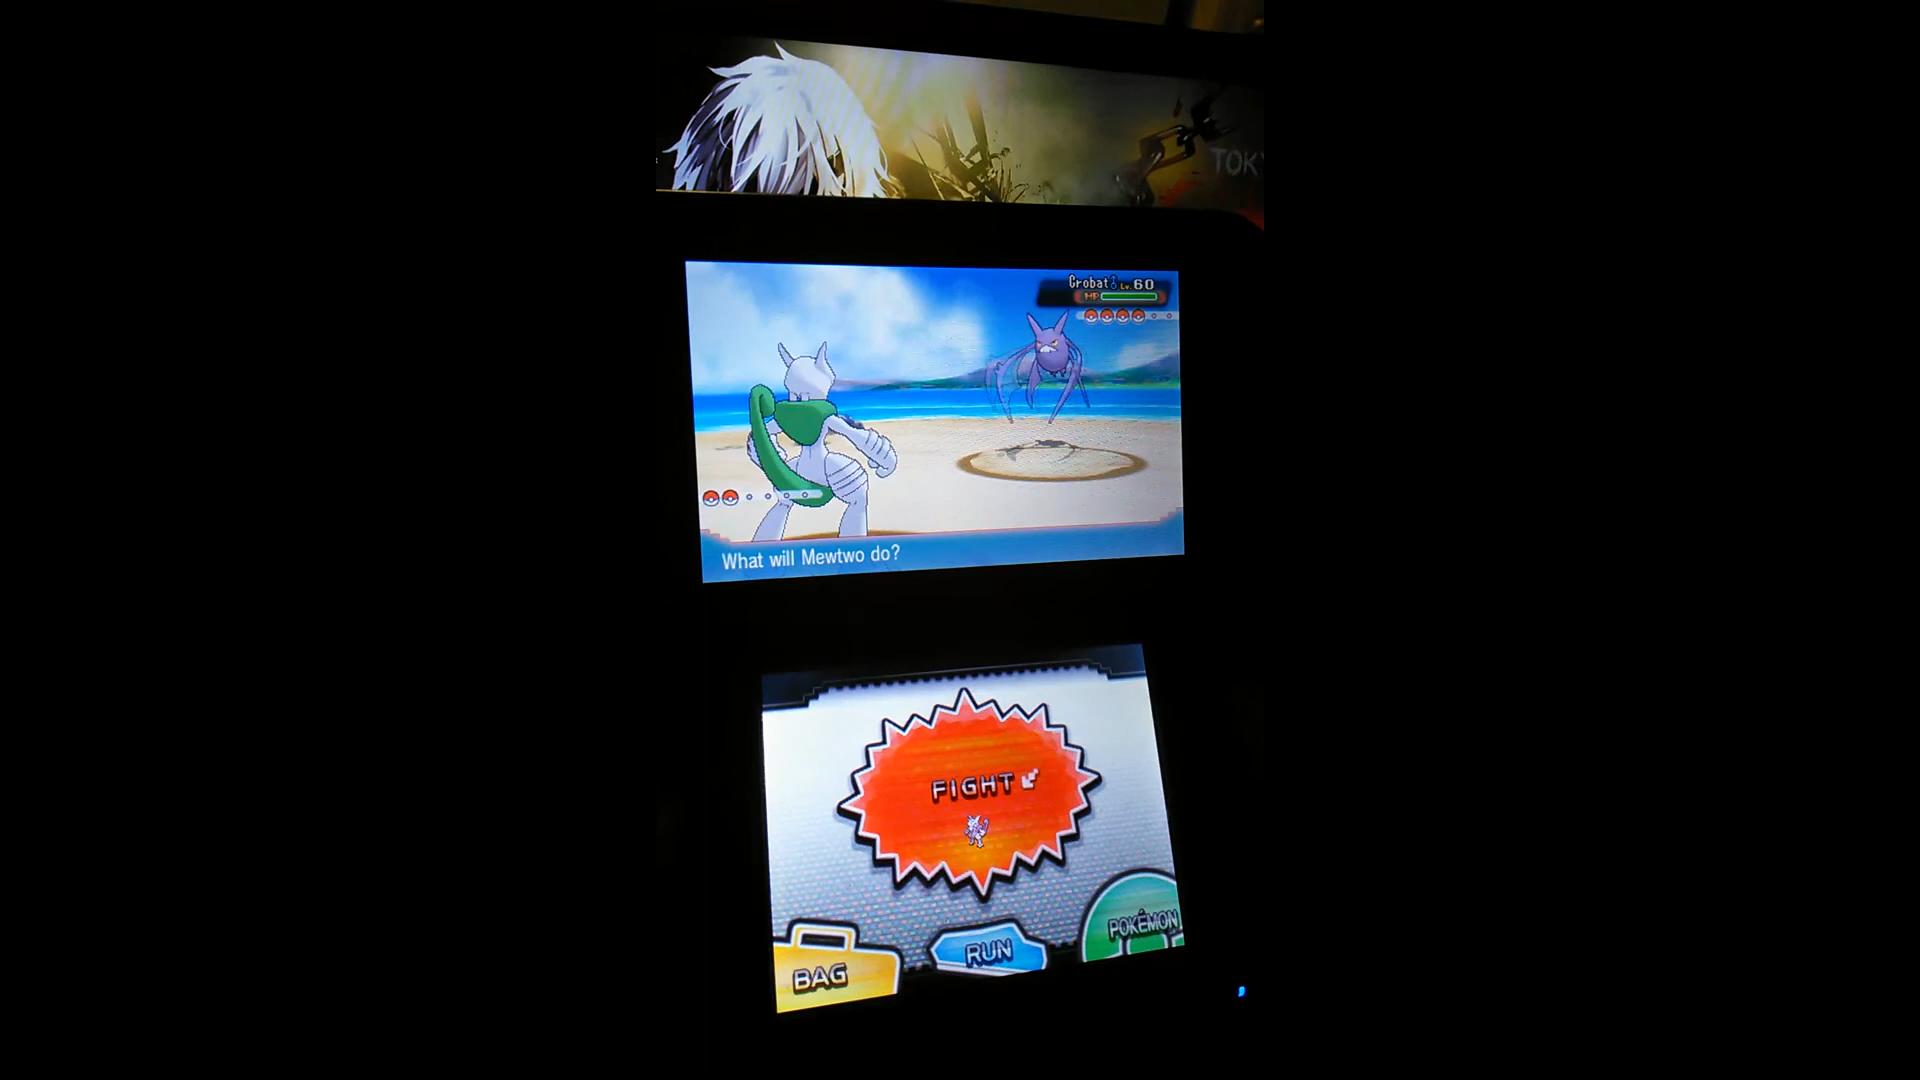 TOK
Crobat♂ Lv.60
HP
What will Mewtwo do?
FIGHT
POKÉMON
RUN
BAG